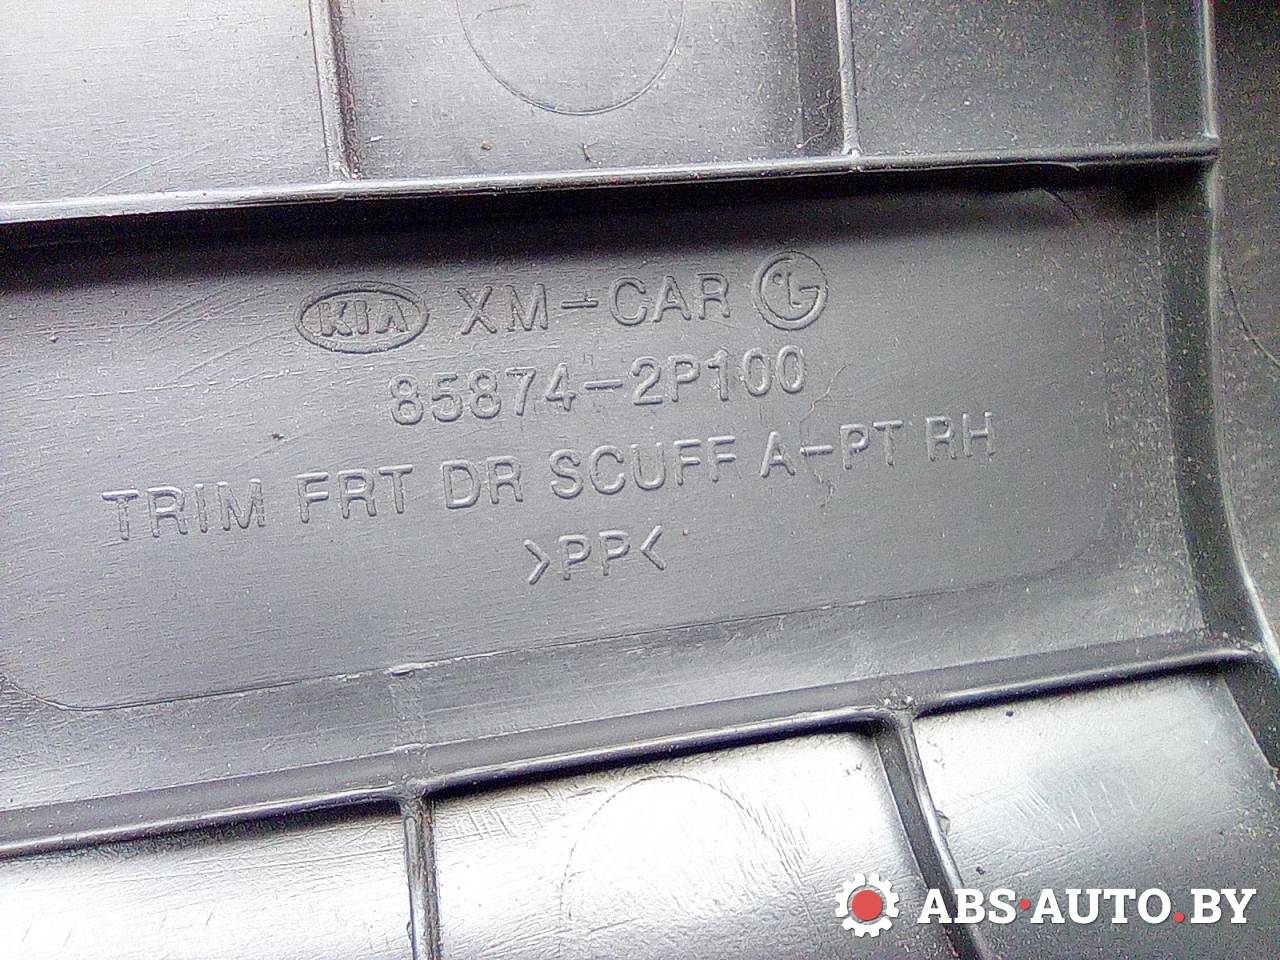 KIA XM-CAR LG
85874-2P100
TRIM FRT DR SCUFF A-PT RH
>PP<
ABS·AUTO.BY